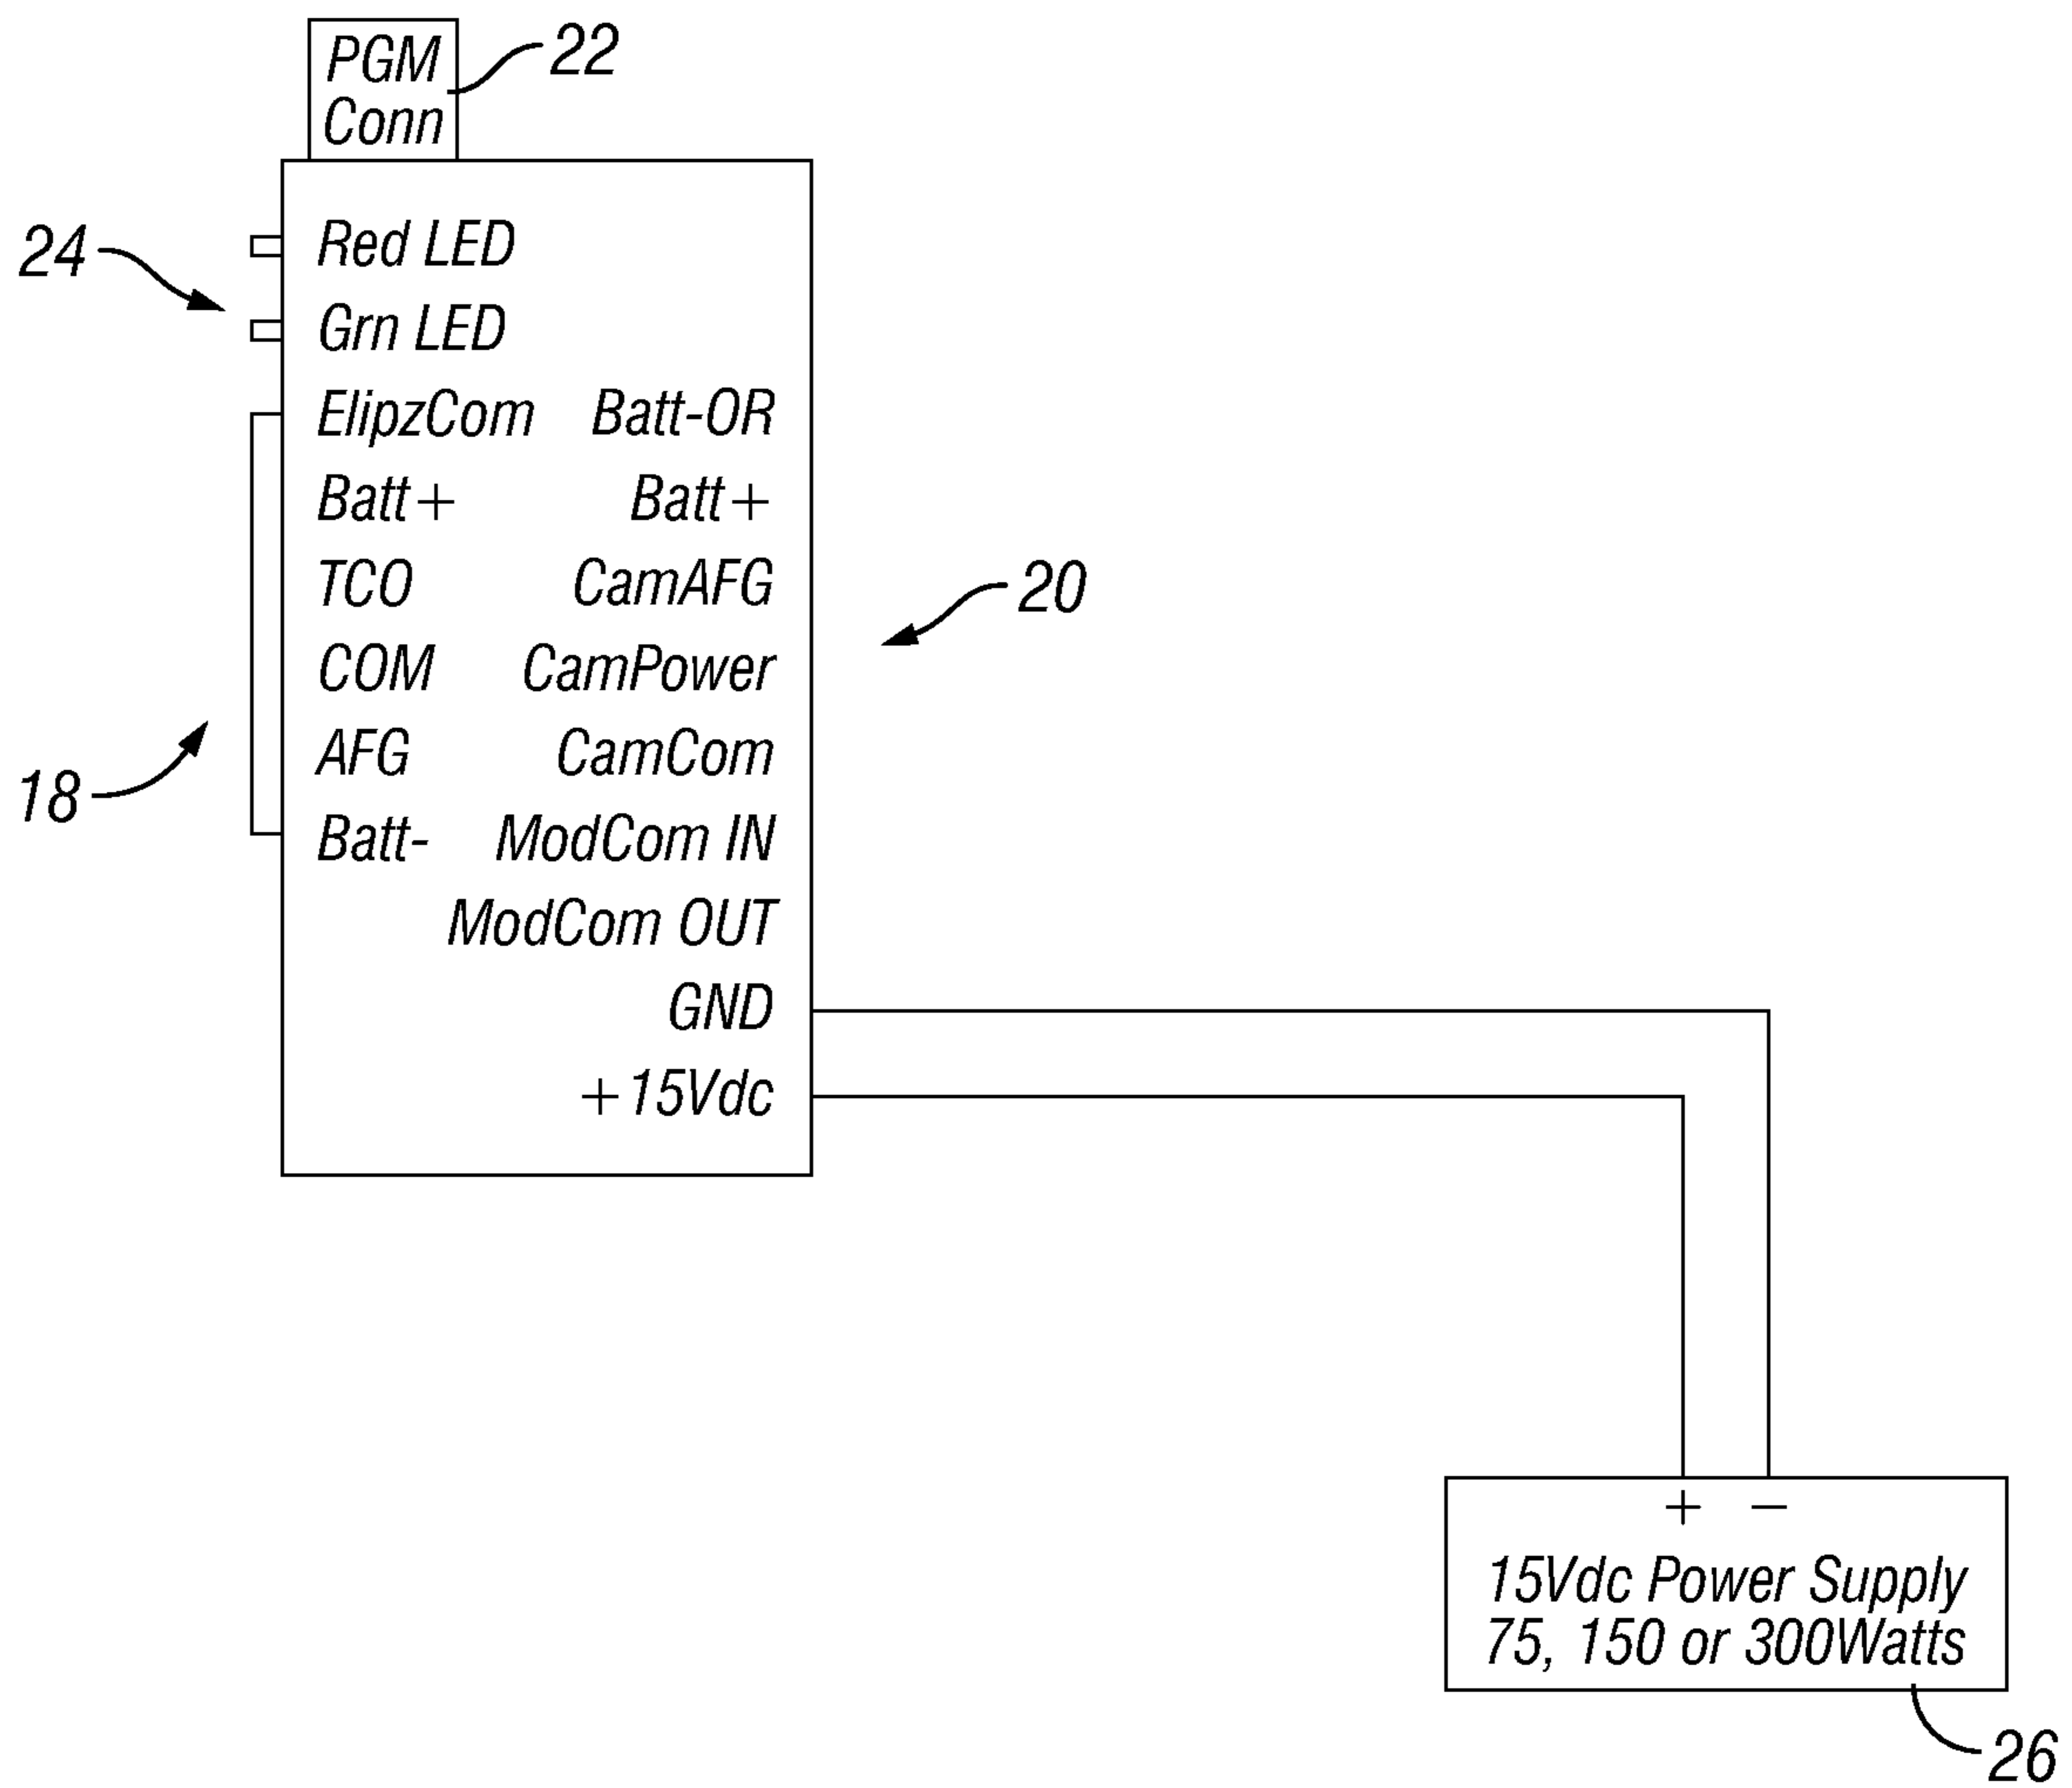 PGM
Conn
22
24
Red LED
Grn LED
ElipzCom Batt-OR
Batt+ Batt+
TCO CamAFG
20
COM CamPower
AFG CamCom
18
Batt- ModCom IN
ModCom OUT
GND
+15Vdc
+ −
15Vdc Power Supply
75, 150 or 300Watts
26